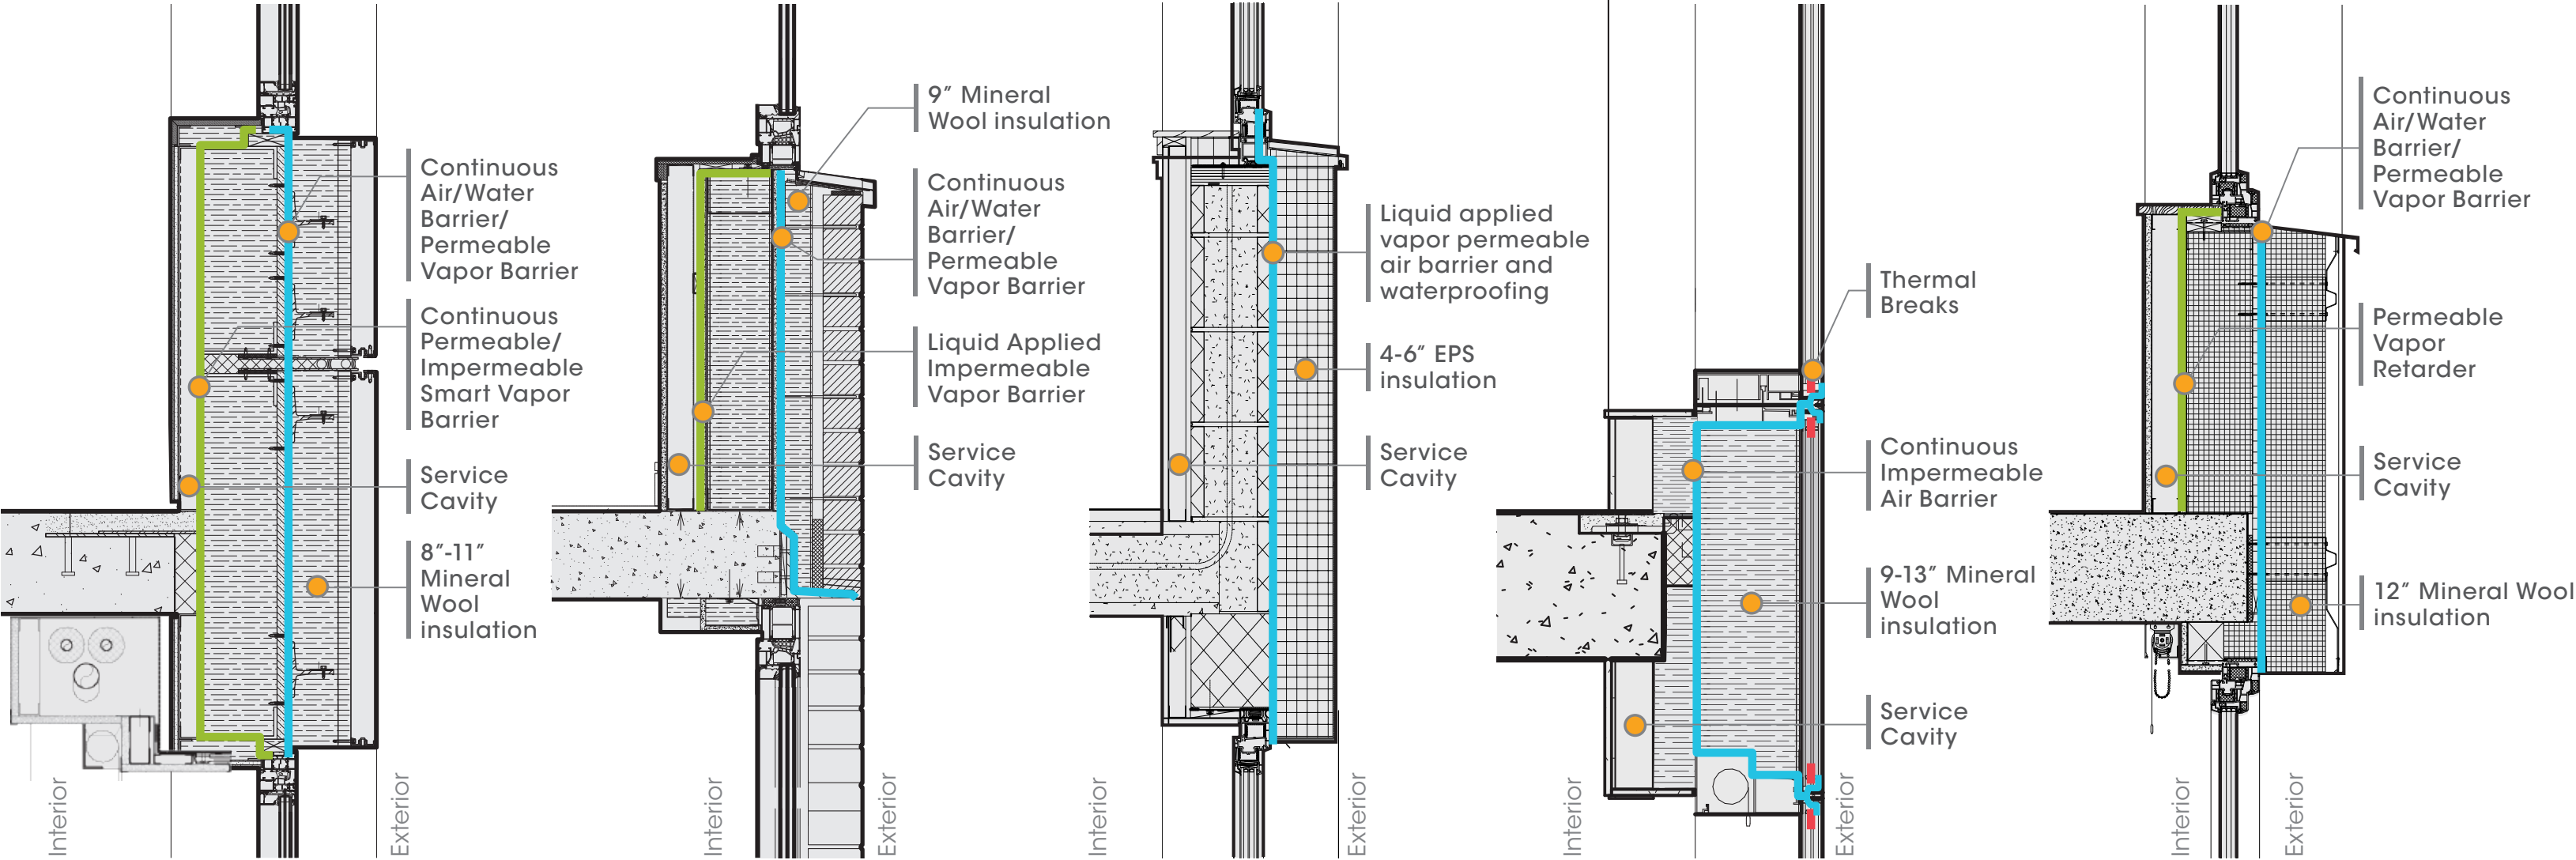 Continuous
Air/Water
Barrier/
Permeable
Vapor Barrier
Continuous
Permeable/
Impermeable
Smart Vapor
Barrier
Service
Cavity
8”-11”
Mineral
Wool
insulation
Interior
Exterior
9” Mineral
Wool insulation
Continuous
Air/Water
Barrier/
Permeable
Vapor Barrier
Liquid Applied
Impermeable
Vapor Barrier
Service
Cavity
Interior
Exterior
Liquid applied
vapor permeable
air barrier and
waterproofing
4-6” EPS
insulation
Service
Cavity
Interior
Exterior
Thermal
Breaks
Continuous
Impermeable
Air Barrier
9-13” Mineral
Wool
insulation
Service
Cavity
Interior
Exterior
Continuous
Air/Water
Barrier/
Permeable
Vapor Barrier
Permeable
Vapor
Retarder
Service
Cavity
12” Mineral Wool
insulation
Interior
Exterior